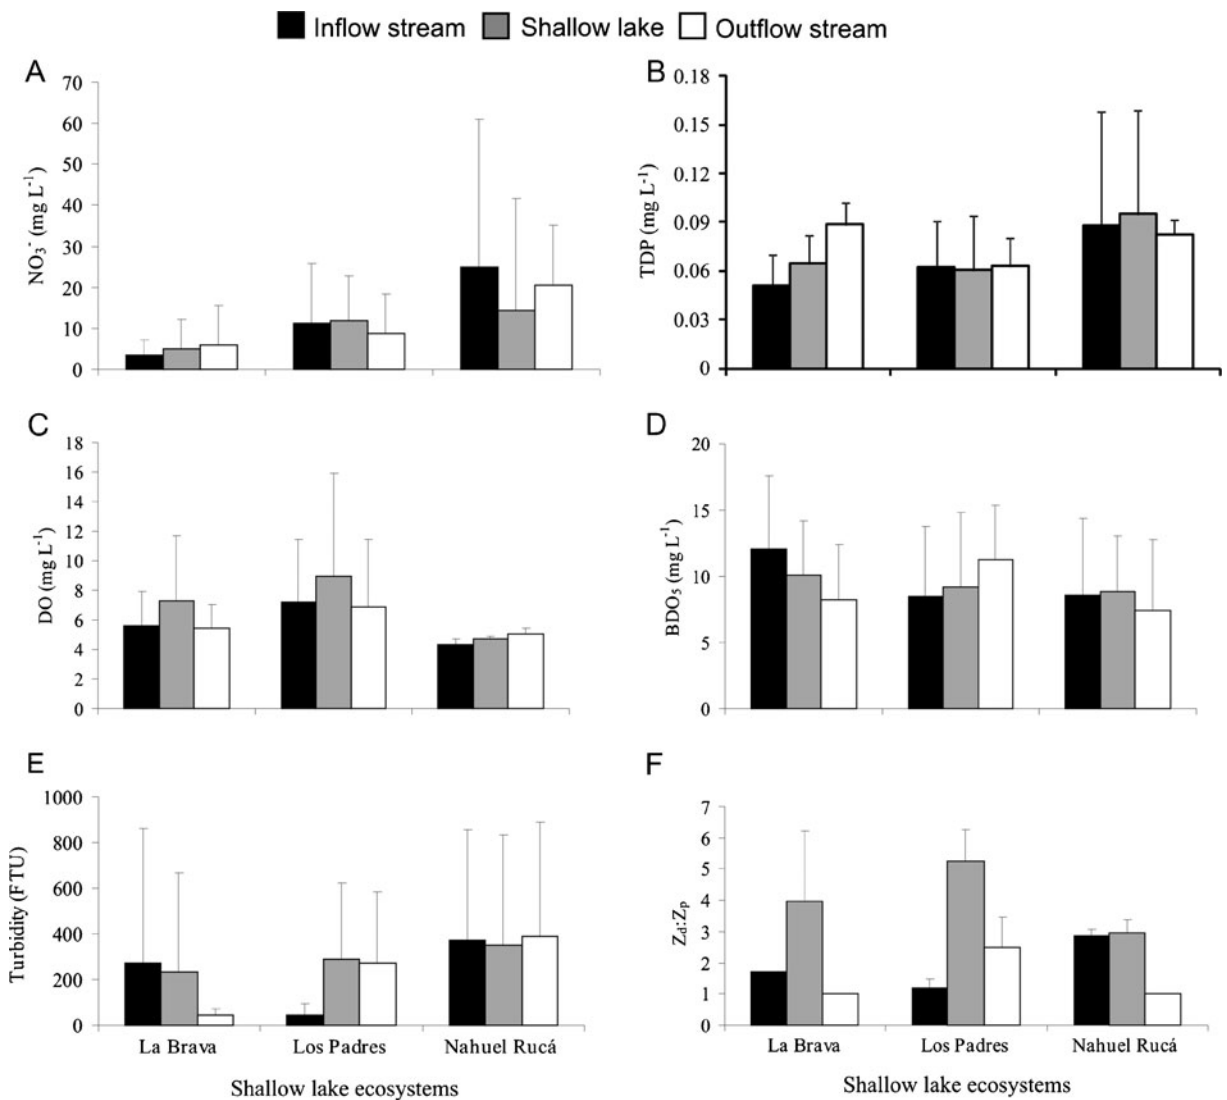 Inflow stream Shallow lake Outflow stream
A
NO₃⁻ (mg L⁻¹)
70
60
50
40
30
20
10
0
B
TDP (mg L⁻¹)
0.18
0.15
0.12
0.09
0.06
0.03
0
C
DO (mg L⁻¹)
18
16
14
12
10
8
6
4
2
0
D
BDO₅ (mg L⁻¹)
20
15
10
5
0
E
Turbidity (FTU)
1000
800
600
400
200
0
La Brava Los Padres Nahuel Rucá
Shallow lake ecosystems
F
Z_d:Z_p
7
6
5
4
3
2
1
0
La Brava Los Padres Nahuel Rucá
Shallow lake ecosystems